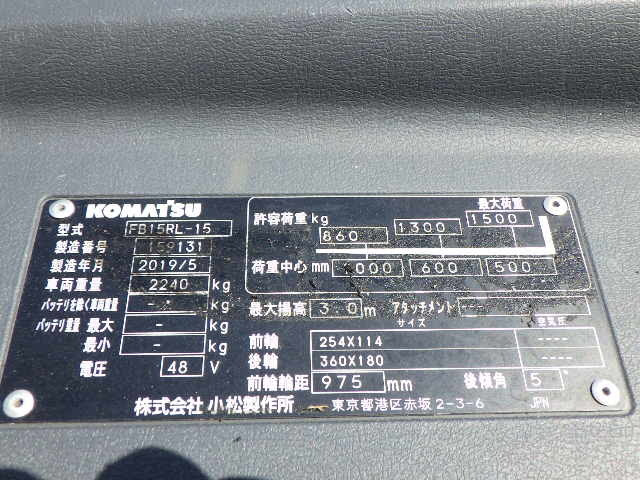 KOMATSU
型式 FB15RL-15
製造番号 159131
製造年月 2019/5
車両重量 2240 kg
バッテリを除く車両重量 - kg
バッテリ重量 最大 - kg
最小 - kg
電圧 48 V
最大荷重
許容荷重 kg 860 1300 1500
荷重中心 mm 1000 600 500
最大揚高 3.0 m アタッチメント -
サイズ 空気圧
前輪 254X114 ----
後輪 360X180 ----
前輪輪距 975 mm 後傾角 5 °
株式会社 小松製作所 東京都港区赤坂 2-3-6 JPN